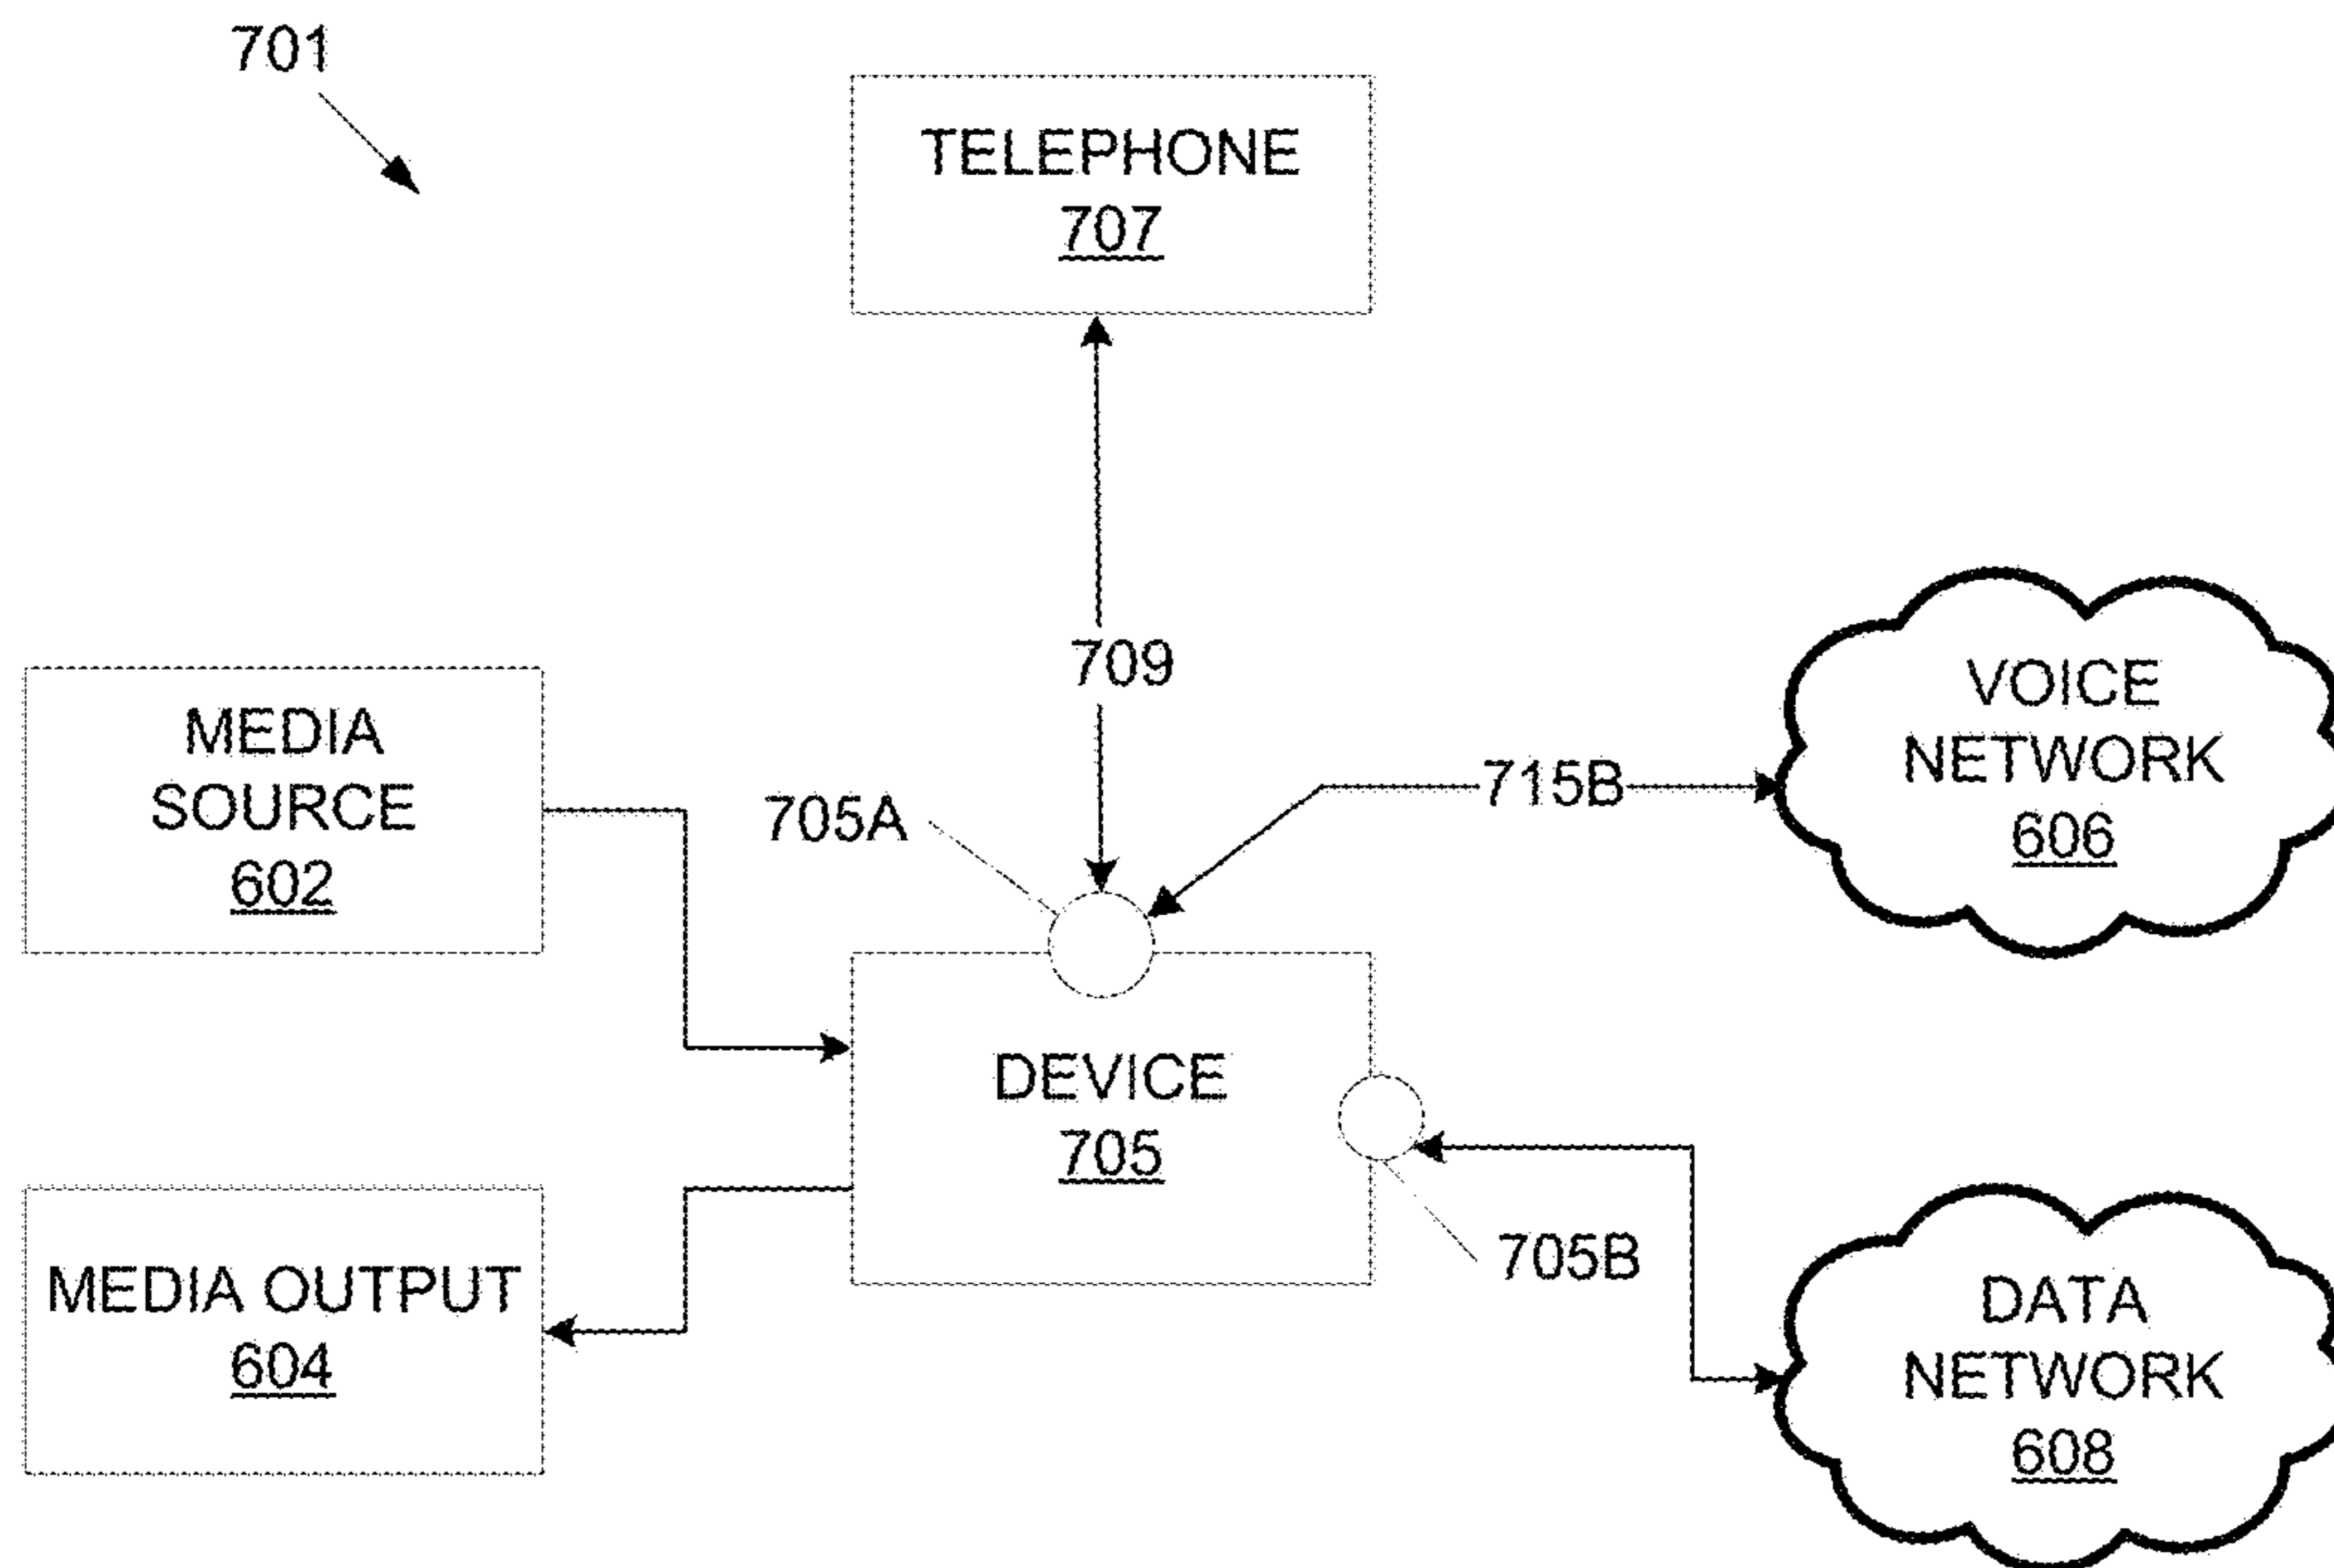 701
TELEPHONE
707
709
MEDIA
SOURCE
602
705A
715B
VOICE
NETWORK
606
DEVICE
705
705B
MEDIA OUTPUT
604
DATA
NETWORK
608